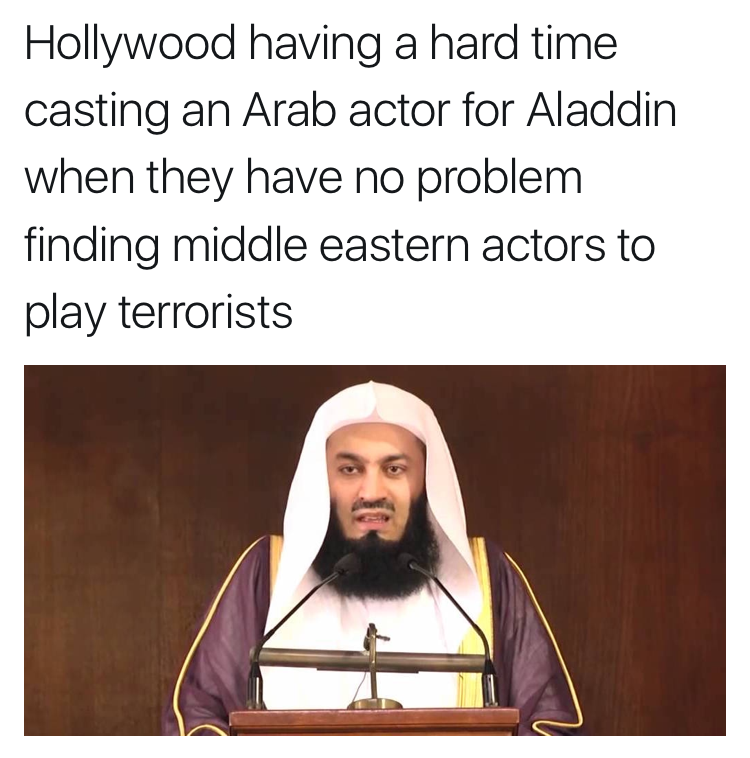 Hollywood having a hard time
casting an Arab actor for Aladdin
when they have no problem
finding middle eastern actors to
play terrorists